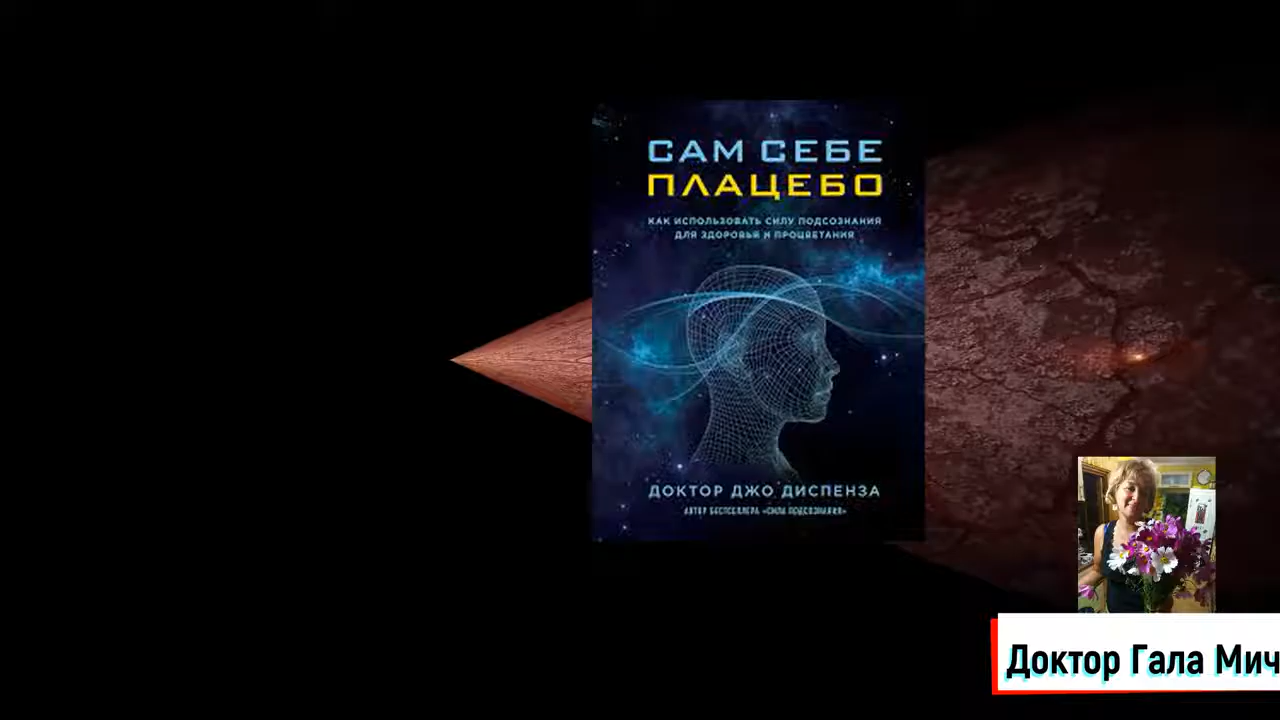 САМ СЕБЕ
ПЛАЦЕБО
КАК ИСПОЛЬЗОВАТЬ СИЛУ ПОДСОЗНАНИЯ
ДЛЯ ЗДОРОВЬЯ И ПРОЦВЕТАНИЯ
ДОКТОР ДЖО ДИСПЕНЗА
АВТОР БЕСТСЕЛЛЕРА «СИЛА ПОДСОЗНАНИЯ»
Доктор Гала Мич